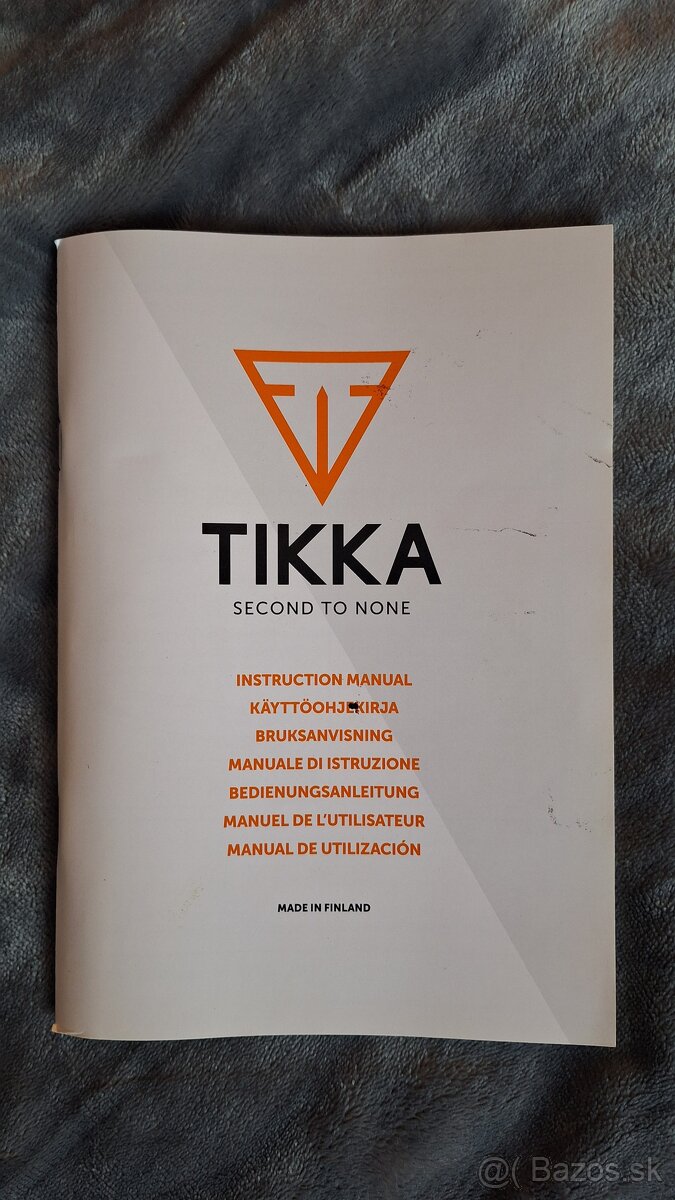 TIKKA
SECOND TO NONE
INSTRUCTION MANUAL
KÄYTTÖOHJEKIRJA
BRUKSANVISNING
MANUALE DI ISTRUZIONE
BEDIENUNGSANLEITUNG
MANUEL DE L'UTILISATEUR
MANUAL DE UTILIZACIÓN
MADE IN FINLAND
@( Bazos.sk